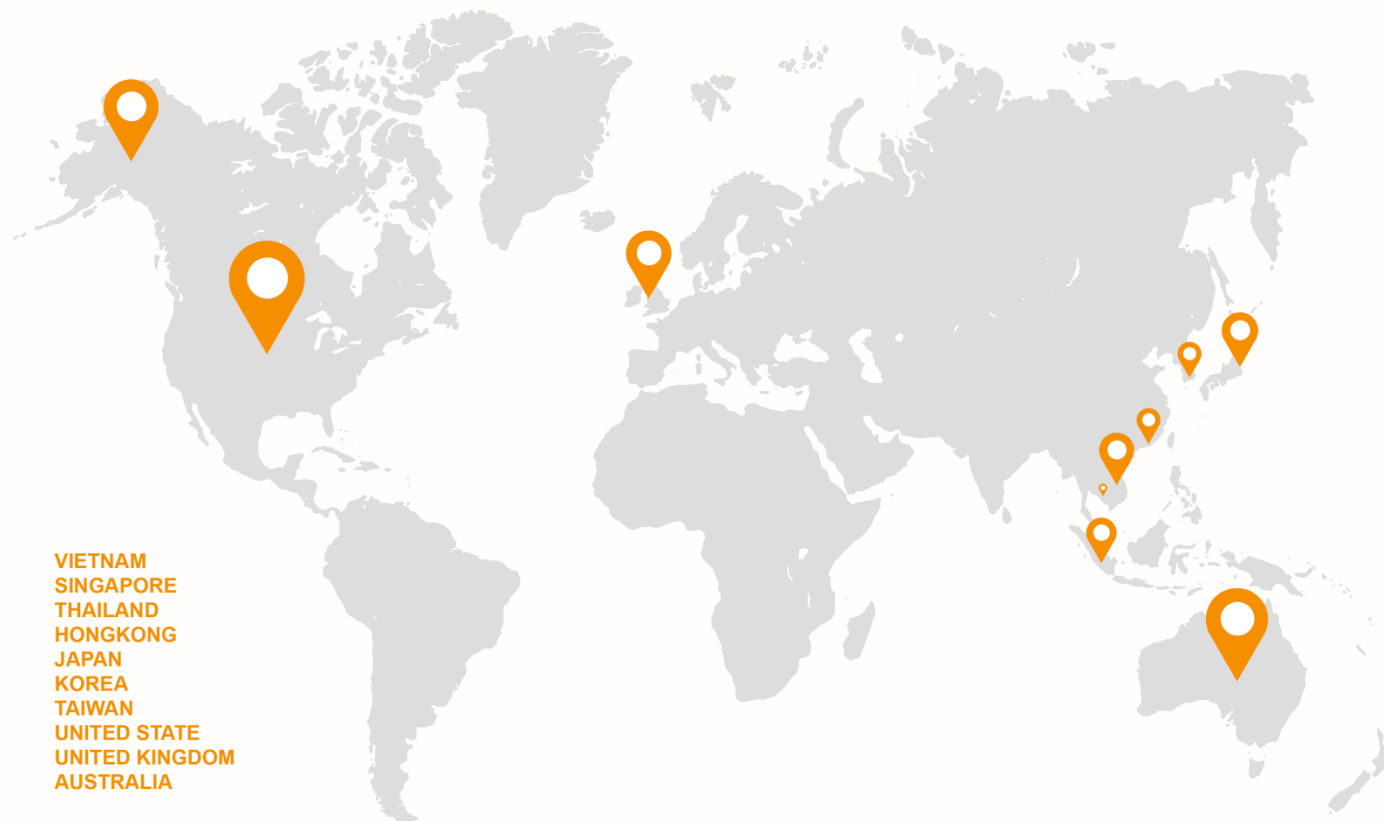 VIETNAM
SINGAPORE
THAILAND
HONGKONG
JAPAN
KOREA
TAIWAN
UNITED STATE
UNITED KINGDOM
AUSTRALIA